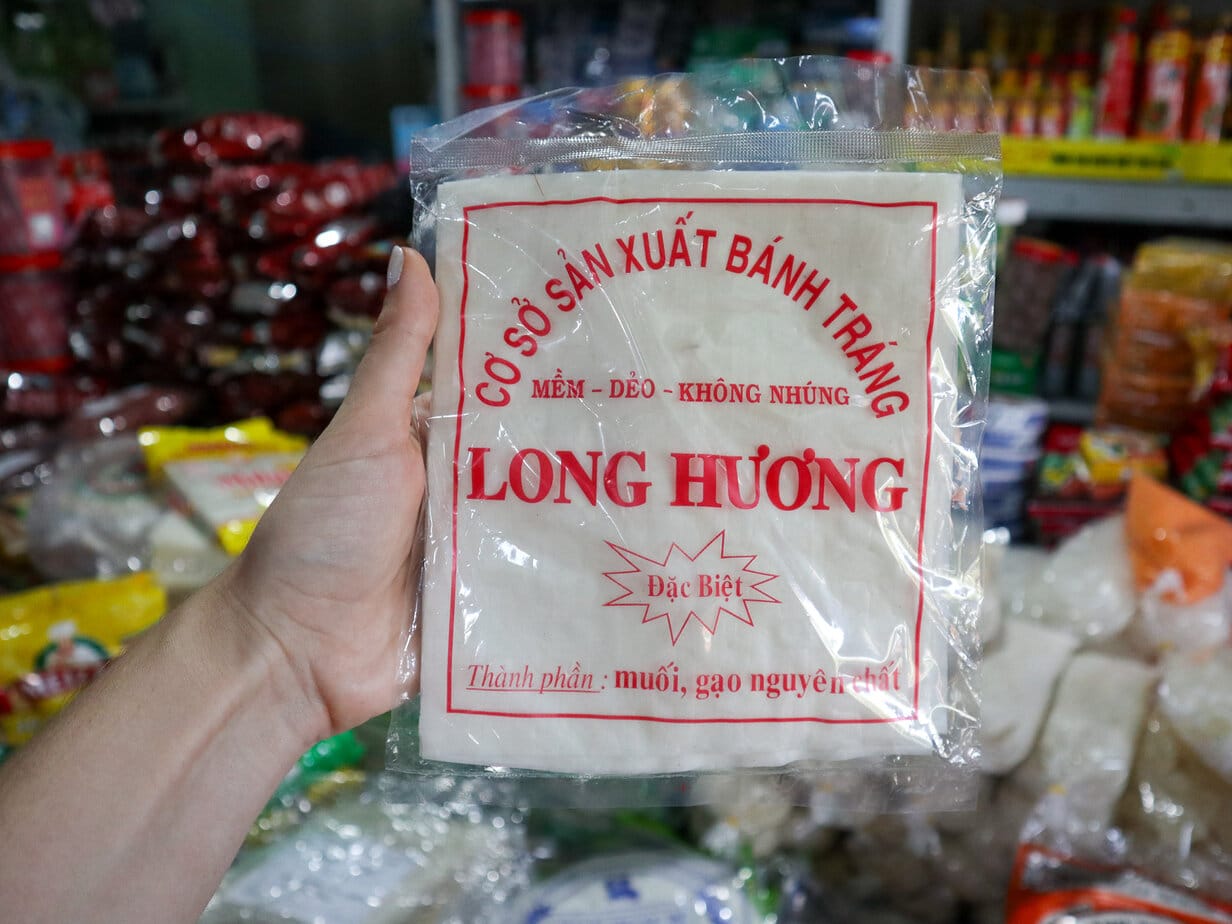 CƠ SỞ SẢN XUẤT BÁNH TRÁNG
MỀM - DẺO - KHÔNG NHÚNG
LONG HƯƠNG
Đặc Biệt
Thành phần : muối, gạo nguyên chất